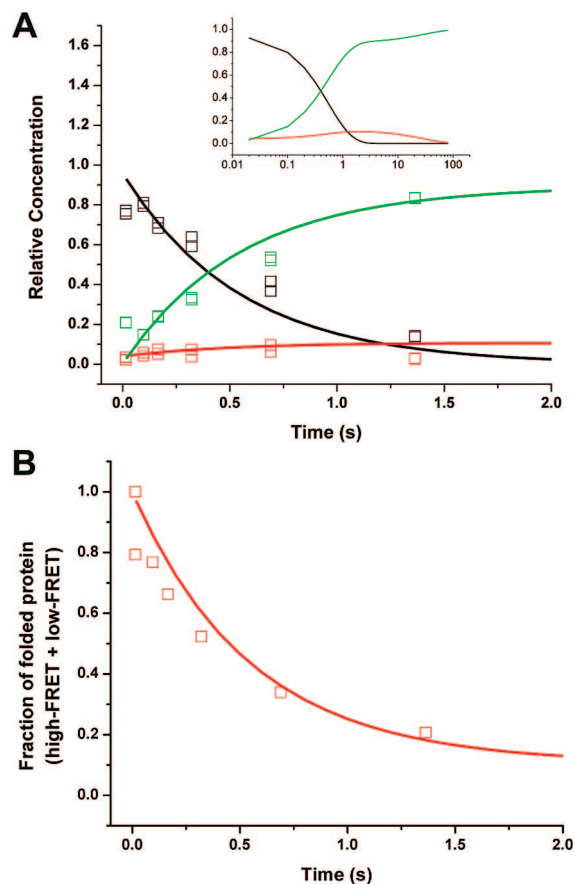 A
1.6
1.4
1.2
1.0
0.8
0.6
0.4
0.2
0.0
Relative Concentration
1.0
0.8
0.6
0.4
0.2
0.0
0.01 0.1 1 10 100
0.0 0.5 1.0 1.5 2.0
Time (s)
B
1.0
0.8
0.6
0.4
0.2
0.0
Fraction of folded protein
(high-FRET + low-FRET)
0.0 0.5 1.0 1.5 2.0
Time (s)